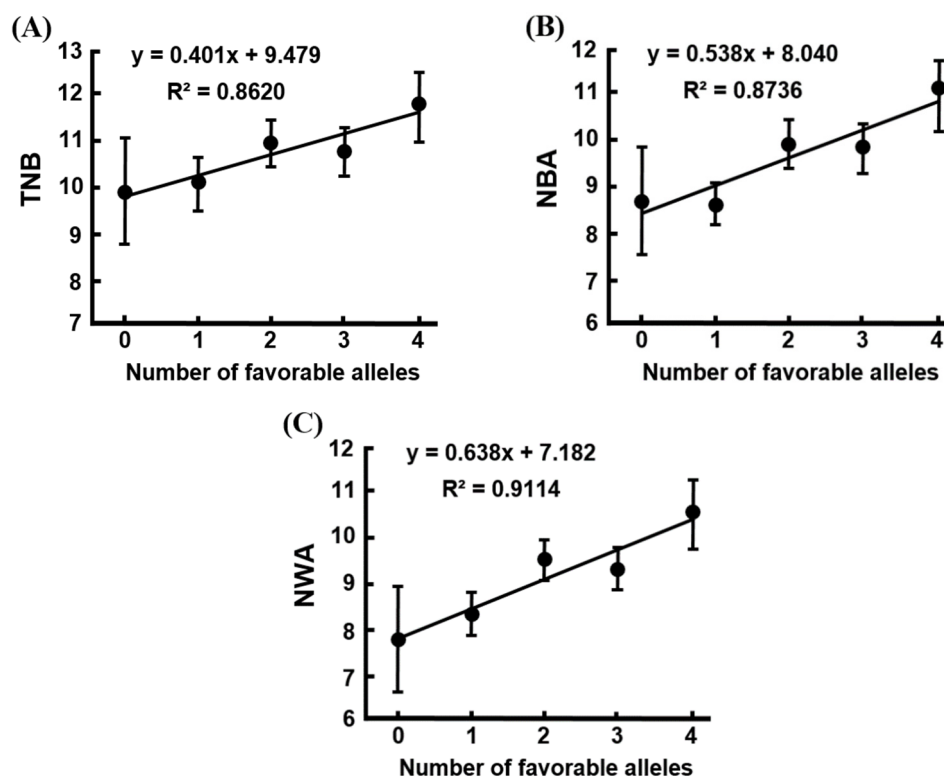 (A)
y = 0.401x + 9.479
R² = 0.8620
13
12
11
10
9
8
7
TNB
0 1 2 3 4
Number of favorable alleles
(B)
y = 0.538x + 8.040
R² = 0.8736
12
11
10
9
8
7
6
NBA
0 1 2 3 4
Number of favorable alleles
(C)
y = 0.638x + 7.182
R² = 0.9114
12
11
10
9
8
7
6
NWA
0 1 2 3 4
Number of favorable alleles